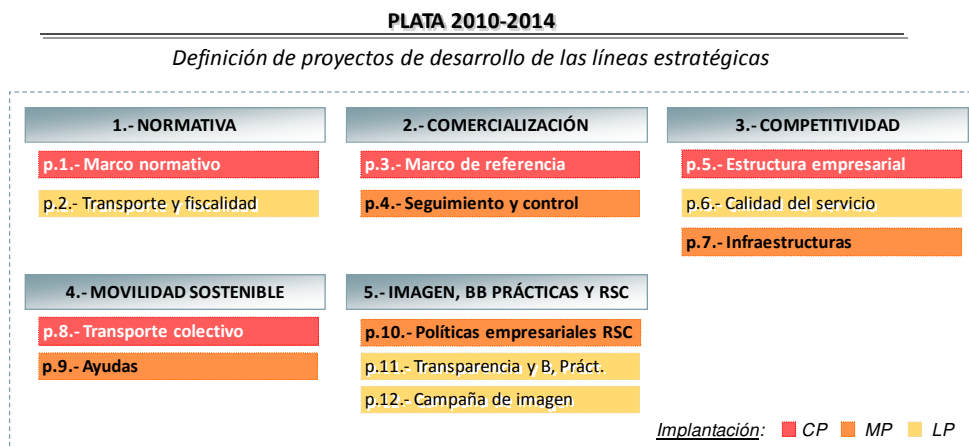 PLATA 2010-2014
Definición de proyectos de desarrollo de las líneas estratégicas
1.- NORMATIVA
p.1.- Marco normativo
p.2.- Transporte y fiscalidad
2.- COMERCIALIZACIÓN
p.3.- Marco de referencia
p.4.- Seguimiento y control
3.- COMPETITIVIDAD
p.5.- Estructura empresarial
p.6.- Calidad del servicio
p.7.- Infraestructuras
4.- MOVILIDAD SOSTENIBLE
p.8.- Transporte colectivo
p.9.- Ayudas
5.- IMAGEN, BB PRÁCTICAS Y RSC
p.10.- Políticas empresariales RSC
p.11.- Transparencia y B, Práct.
p.12.- Campaña de imagen
Implantación: CP MP LP